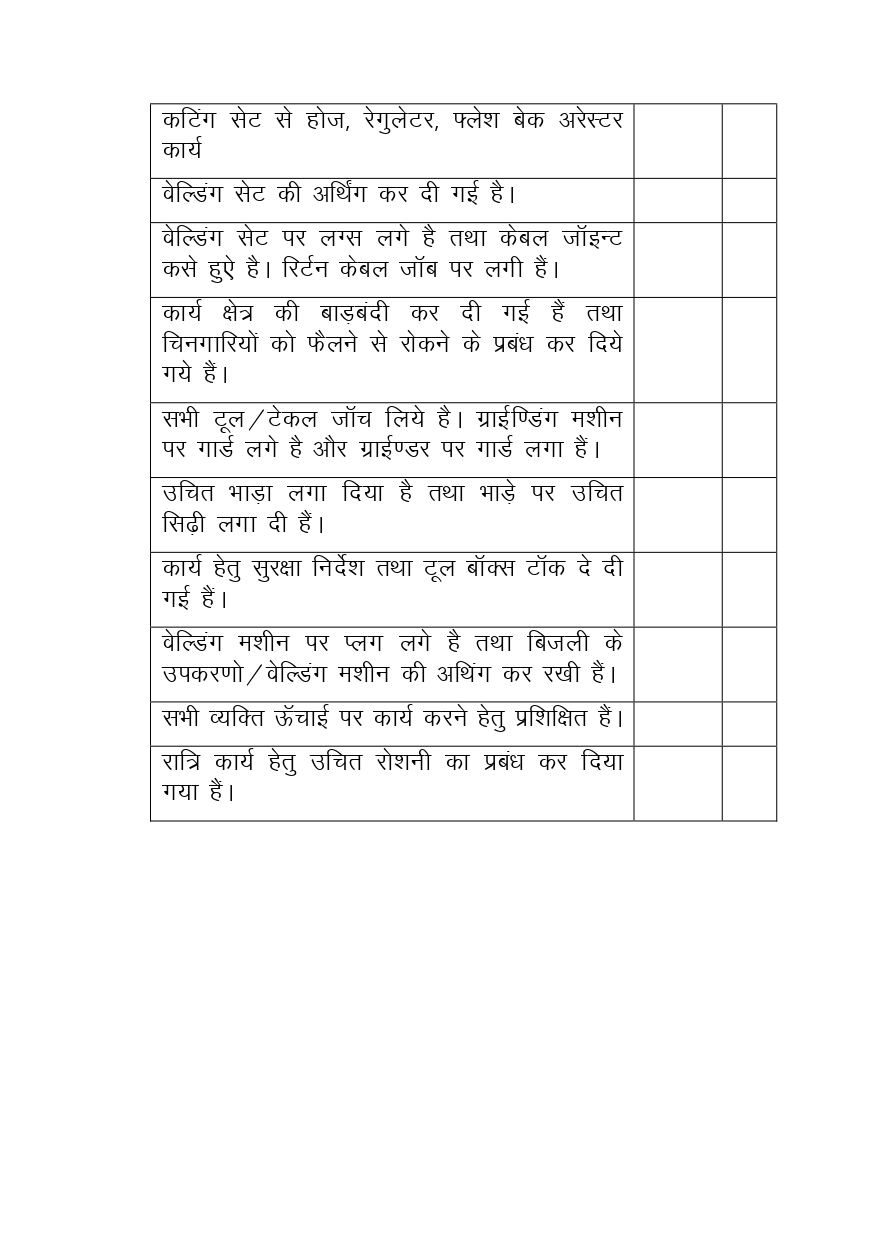 कटिंग सेट से होज, रेगुलेटर, फ्लेश बेक अरेस्टर
कार्य
वेल्डिंग सेट की अर्थिंग कर दी गई है।
वेल्डिंग सेट पर लग्स लगे है तथा केबल जॉइन्ट
कसे हुऐ है। रिर्टन केबल जॉब पर लगी हैं।
कार्य क्षेत्र की बाड़बंदी कर दी गई हैं तथा
चिनगारियों को फैलने से रोकने के प्रबंध कर दिये
गये हैं।
सभी टूल/टेकल जॉच लिये है। ग्राईण्डिंग मशीन
पर गार्ड लगे है और ग्राईण्डर पर गार्ड लगा हैं।
उचित भाड़ा लगा दिया है तथा भाड़े पर उचित
सिढ़ी लगा दी हैं।
कार्य हेतु सुरक्षा निर्देश तथा टूल बॉक्स टॉक दे दी
गई हैं।
वेल्डिंग मशीन पर प्लग लगे है तथा बिजली के
उपकरणो/वेल्डिंग मशीन की अथिंग कर रखी हैं।
सभी व्यक्ति ऊॅचाई पर कार्य करने हेतु प्रशिक्षित हैं।
रात्रि कार्य हेतु उचित रोशनी का प्रबंध कर दिया
गया हैं।